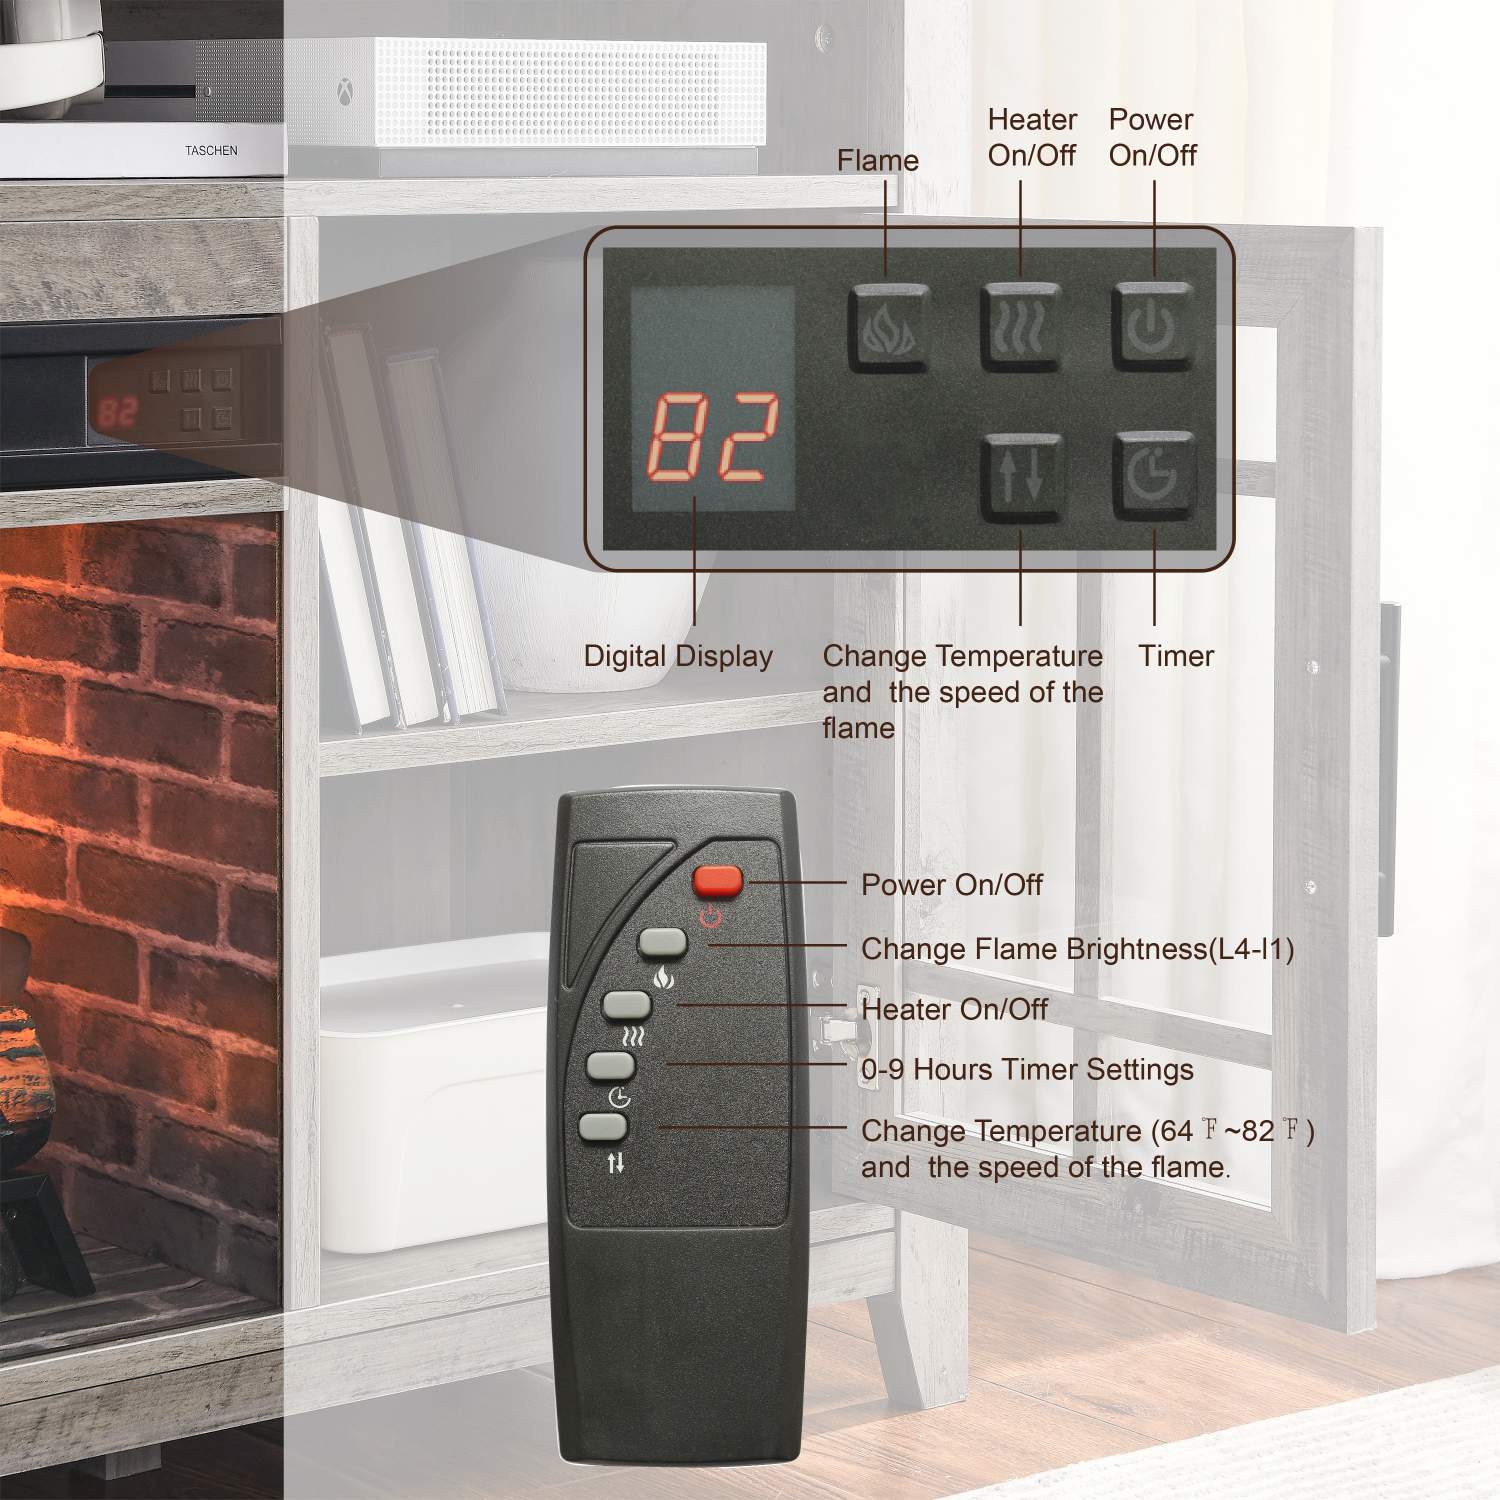 TASCHEN
Heater
On/Off
Power
On/Off
Flame
82
82
Digital Display
Change Temperature
and the speed of the
flame
Timer
Power On/Off
Change Flame Brightness(L4-l1)
Heater On/Off
0-9 Hours Timer Settings
Change Temperature (64 ℉~82 ℉)
and the speed of the flame.